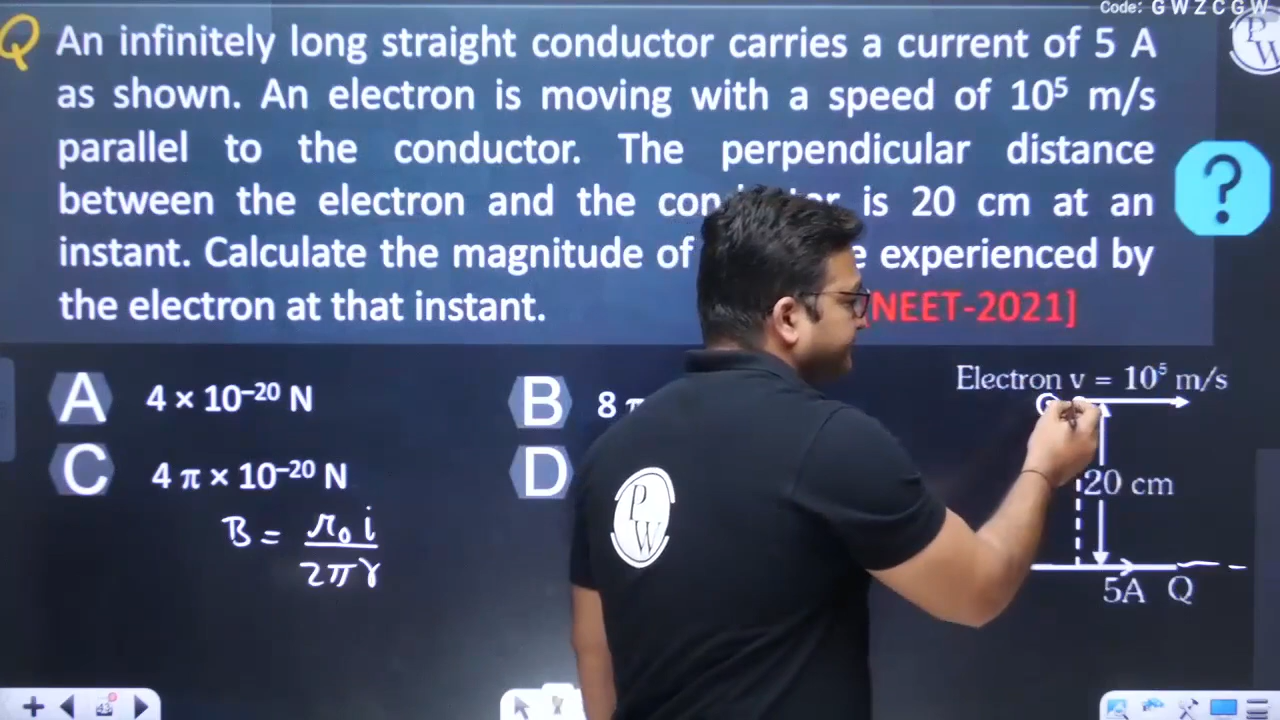 Code: G W Z C G W
Q An infinitely long straight conductor carries a current of 5 A
as shown. An electron is moving with a speed of 10⁵ m/s
parallel to the conductor. The perpendicular distance
between the electron and the is 20 cm at an
instant. Calculate the magnitude of experienced by
the electron at that instant. NEET-2021]
A 4 × 10⁻²⁰ N
B 8 π
C 4 π × 10⁻²⁰ N
D
Electron v = 10⁵ m/s
20 cm
5A Q
B = μ₀ i / 2πr
P W
P W
43